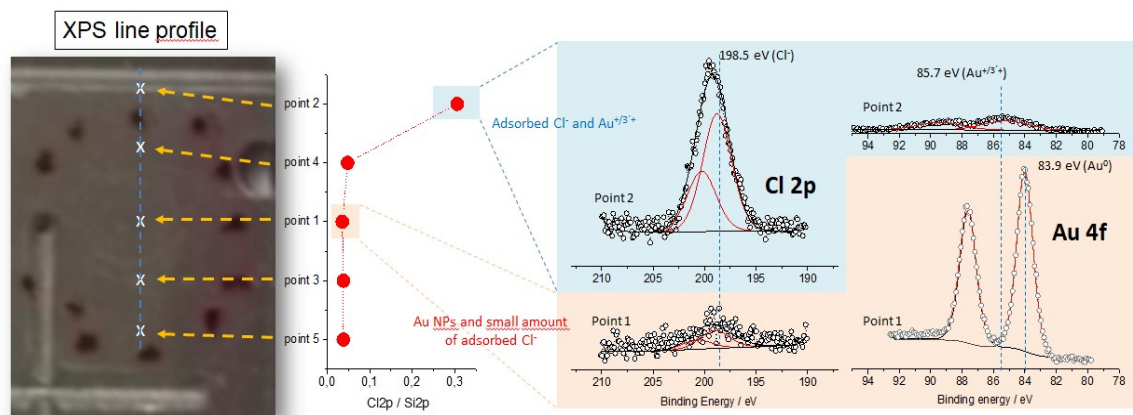 XPS line profile
X
X
X
X
X
point 2
point 4
point 1
point 3
point 5
0,0 0,1 0,2 0,3
Cl2p / Si2p
Adsorbed Cl⁻ and Au⁺/³⁺
Au NPs and small amount
of adsorbed Cl⁻
198.5 eV (Cl⁻)
Cl 2p
Point 2
210 205 200 195 190
Point 1
210 205 200 195 190
Binding Energy / eV
85.7 eV (Au⁺/³⁺)
Point 2
94 92 90 88 86 84 82 80 78
83.9 eV (Au⁰)
Au 4f
Point 1
94 92 90 88 86 84 82 80 78
Binding energy / eV